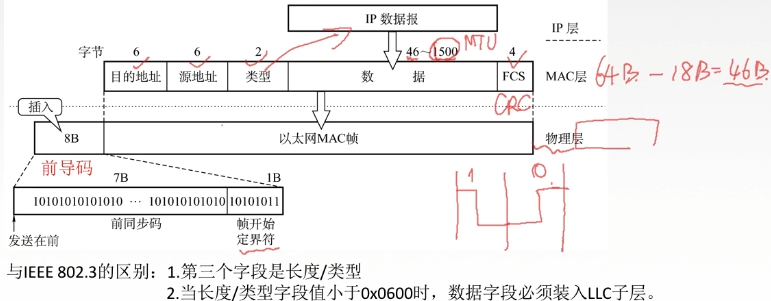 IP 数据报
IP 层
字节 6 6 2 46~1500 MTU 4
目的地址 源地址 类型 数 据 FCS MAC层 64B - 18B = 46B
CRC
插入
8B 以太网MAC帧 物理层
前导码
7B 1B
1 0
10101010101010 ··· 101010101010 10101011
前同步码 帧开始
定界符
发送在前
与IEEE 802.3的区别：1.第三个字段是长度/类型
2.当长度/类型字段值小于0x0600时，数据字段必须装入LLC子层。